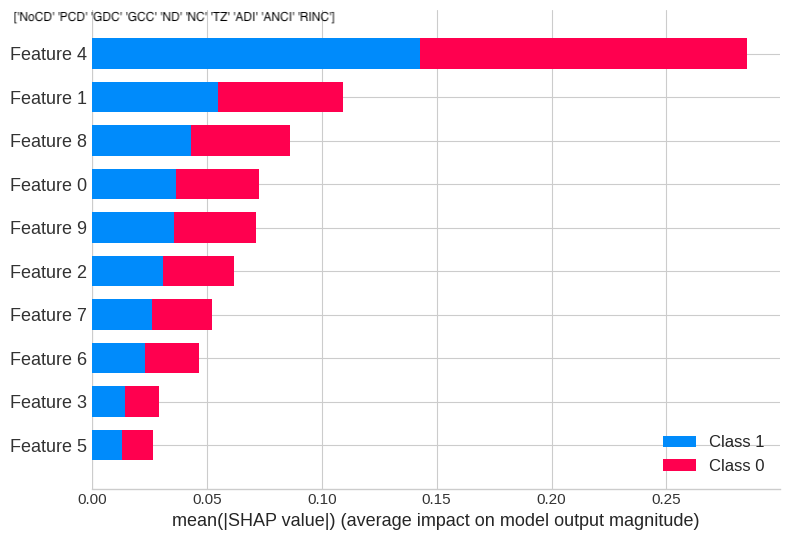 ['NoCD' 'PCD' 'GDC' 'GCC' 'ND' 'NC' 'TZ' 'ADI' 'ANCI' 'RINC']
Feature 4
Feature 1
Feature 8
Feature 0
Feature 9
Feature 2
Feature 7
Feature 6
Feature 3
Feature 5
Class 1
Class 0
0.00 0.05 0.10 0.15 0.20 0.25
mean(|SHAP value|) (average impact on model output magnitude)